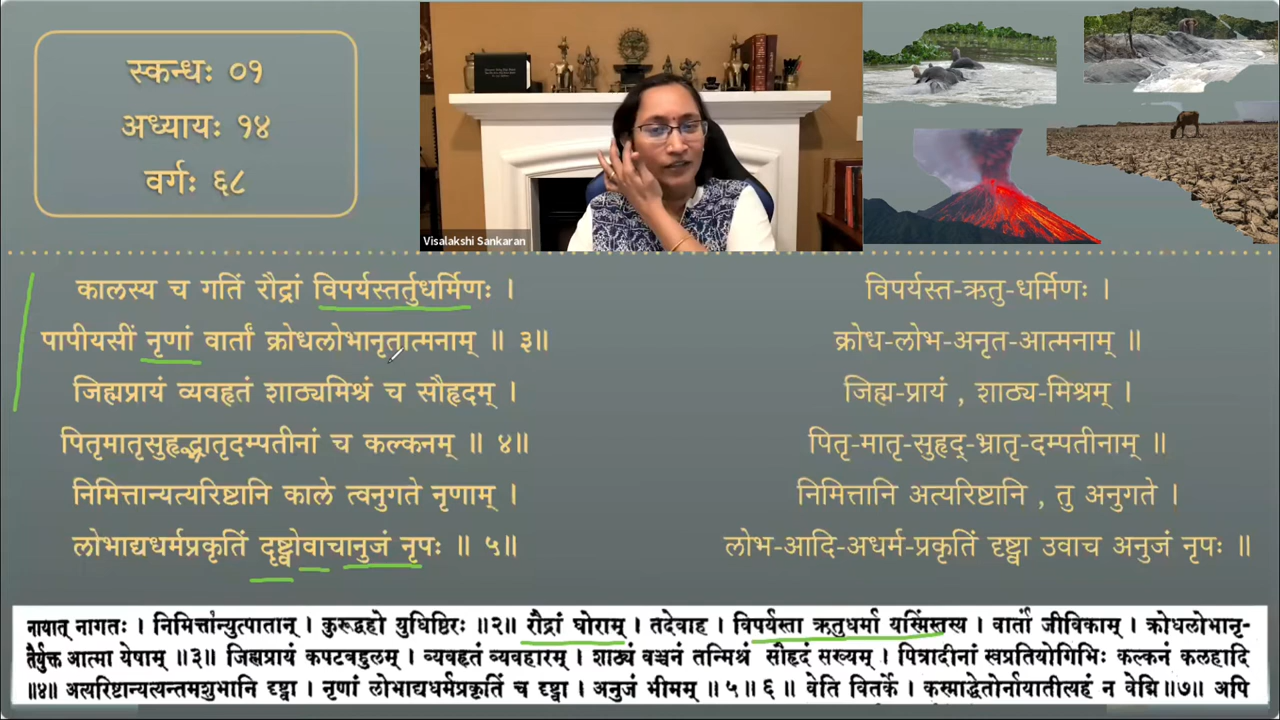 स्कन्धः ०१
अध्यायः १४
वर्गः ६८
Visalakshi Sankaran
कालस्य च गतिं रौद्रां विपर्यस्तर्तुधर्मिणः ।
पापीयसीं नृणां वार्तां क्रोधलोभानृतात्मनाम् ॥ ३॥
जिह्मप्रायं व्यवहृतं शाठ्यमिश्रं च सौहृदम् ।
पितृमातृसुहृद्भ्रातृदम्पतीनां च कल्कनम् ॥ ४॥
निमित्तान्यत्यरिष्टानि काले त्वनुगते नृणाम् ।
लोभाद्यधर्मप्रकृतिं दृष्ट्वोवाचानुजं नृपः ॥ ५॥
विपर्यस्त-ऋतु-धर्मिणः ।
क्रोध-लोभ-अनृत-आत्मनाम् ॥
जिह्म-प्रायं , शाठ्य-मिश्रम् ।
पितृ-मातृ-सुहृद्-भ्रातृ-दम्पतीनाम् ॥
निमित्तानि अत्यरिष्टानि , तु अनुगते ।
लोभ-आदि-अधर्म-प्रकृतिं दृष्ट्वा उवाच अनुजं नृपः ॥
नायात् नागतः । निमित्तान्युत्पातान् । कुरूद्वहो युधिष्ठिरः ॥२॥ रौद्रां घोराम् । तदेवाह । विपर्यस्ता ऋतुधर्मा यस्मिंस्तस्य । वार्तां जीविकाम् । क्रोधलोभानृ-
तैर्युक्त आत्मा येषाम् ॥३॥ जिह्मप्रायं कपटबहुलम् । व्यवहृतं व्यवहारम् । शाठ्यं वञ्चनं तन्मिश्रं सौहृदं सख्यम् । पित्रादीनां स्वप्रतियोगिभिः कल्कनं कलहादि
॥४॥ अत्यरिष्टान्यत्यन्तमशुभानि दृष्ट्वा । नृणां लोभाद्यधर्मप्रकृतिं च दृष्ट्वा । अनुजं भीमम् ॥ ५॥ ६ ॥ वेति वितर्के । कस्माद्धेतोर्नायातीत्यहं न वेद्मि ॥७॥ अपि